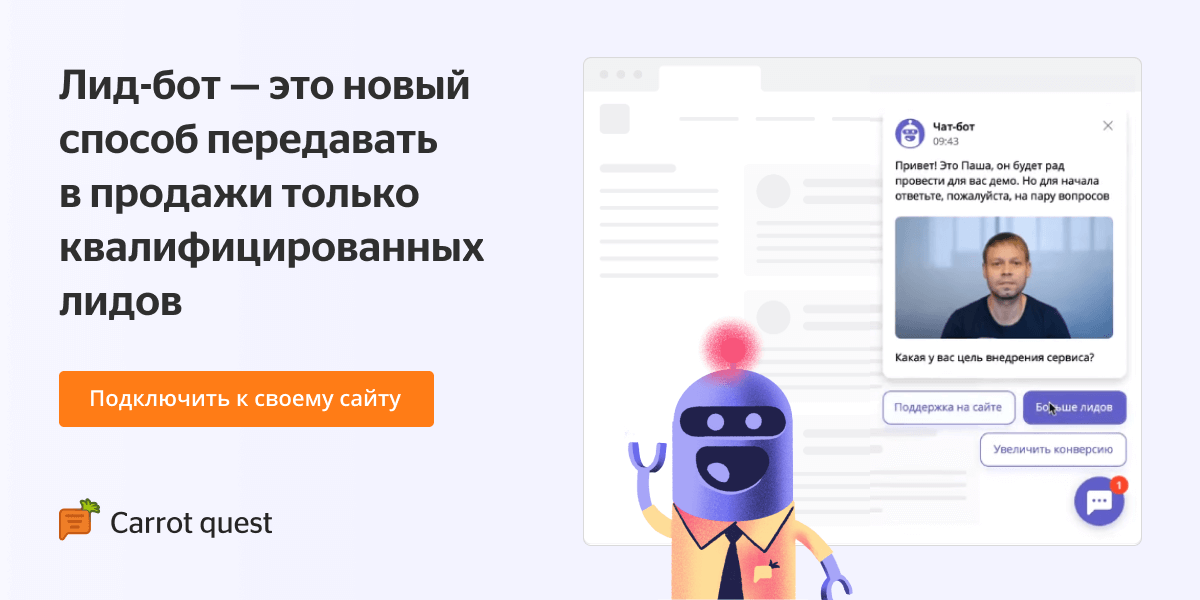 Лид-бот — это новый
способ передавать
в продажи только
квалифицированных
лидов
Подключить к своему сайту
Carrot quest
Чат-бот
09:43
Привет! Это Паша, он будет рад
провести для вас демо. Но для начала
ответьте, пожалуйста, на пару вопросов
Какая у вас цель внедрения сервиса?
Поддержка на сайте
Больше лидов
Увеличить конверсию
1